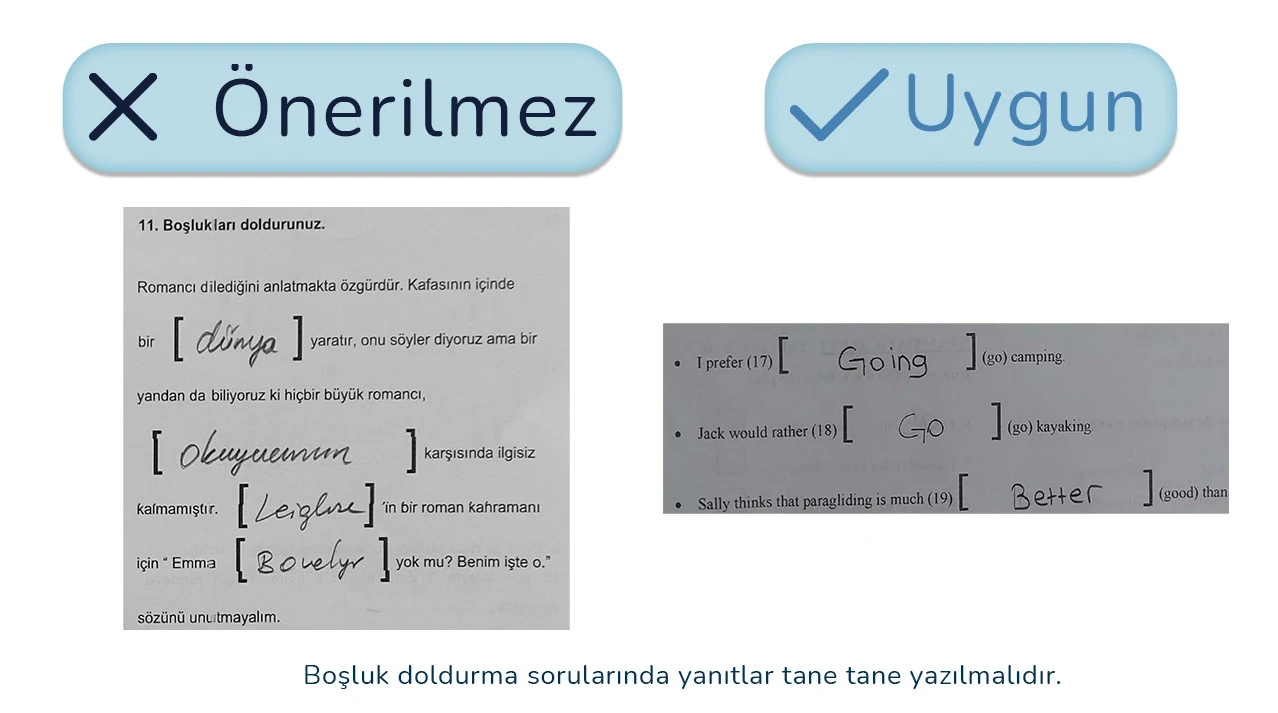 Önerilmez
Uygun
11. Boşlukları doldurunuz.
Romancı dilediğini anlatmakta özgürdür. Kafasının içinde
bir [ dünya ] yaratır, onu söyler diyoruz ama bir
yandan da biliyoruz ki hiçbir büyük romancı,
[ ] karşısında ilgisiz
kalmamıştır. [ ] 'in bir roman kahramanı
için “ Emma [ ] yok mu? Benim işte o.”
sözünü unutmayalım.
• I prefer (17) [ Going ] (go) camping.
• Jack would rather (18) [ GO ] (go) kayaking.
• Sally thinks that paragliding is much (19) [ Better ] (good) than
Boşluk doldurma sorularında yanıtlar tane tane yazılmalıdır.